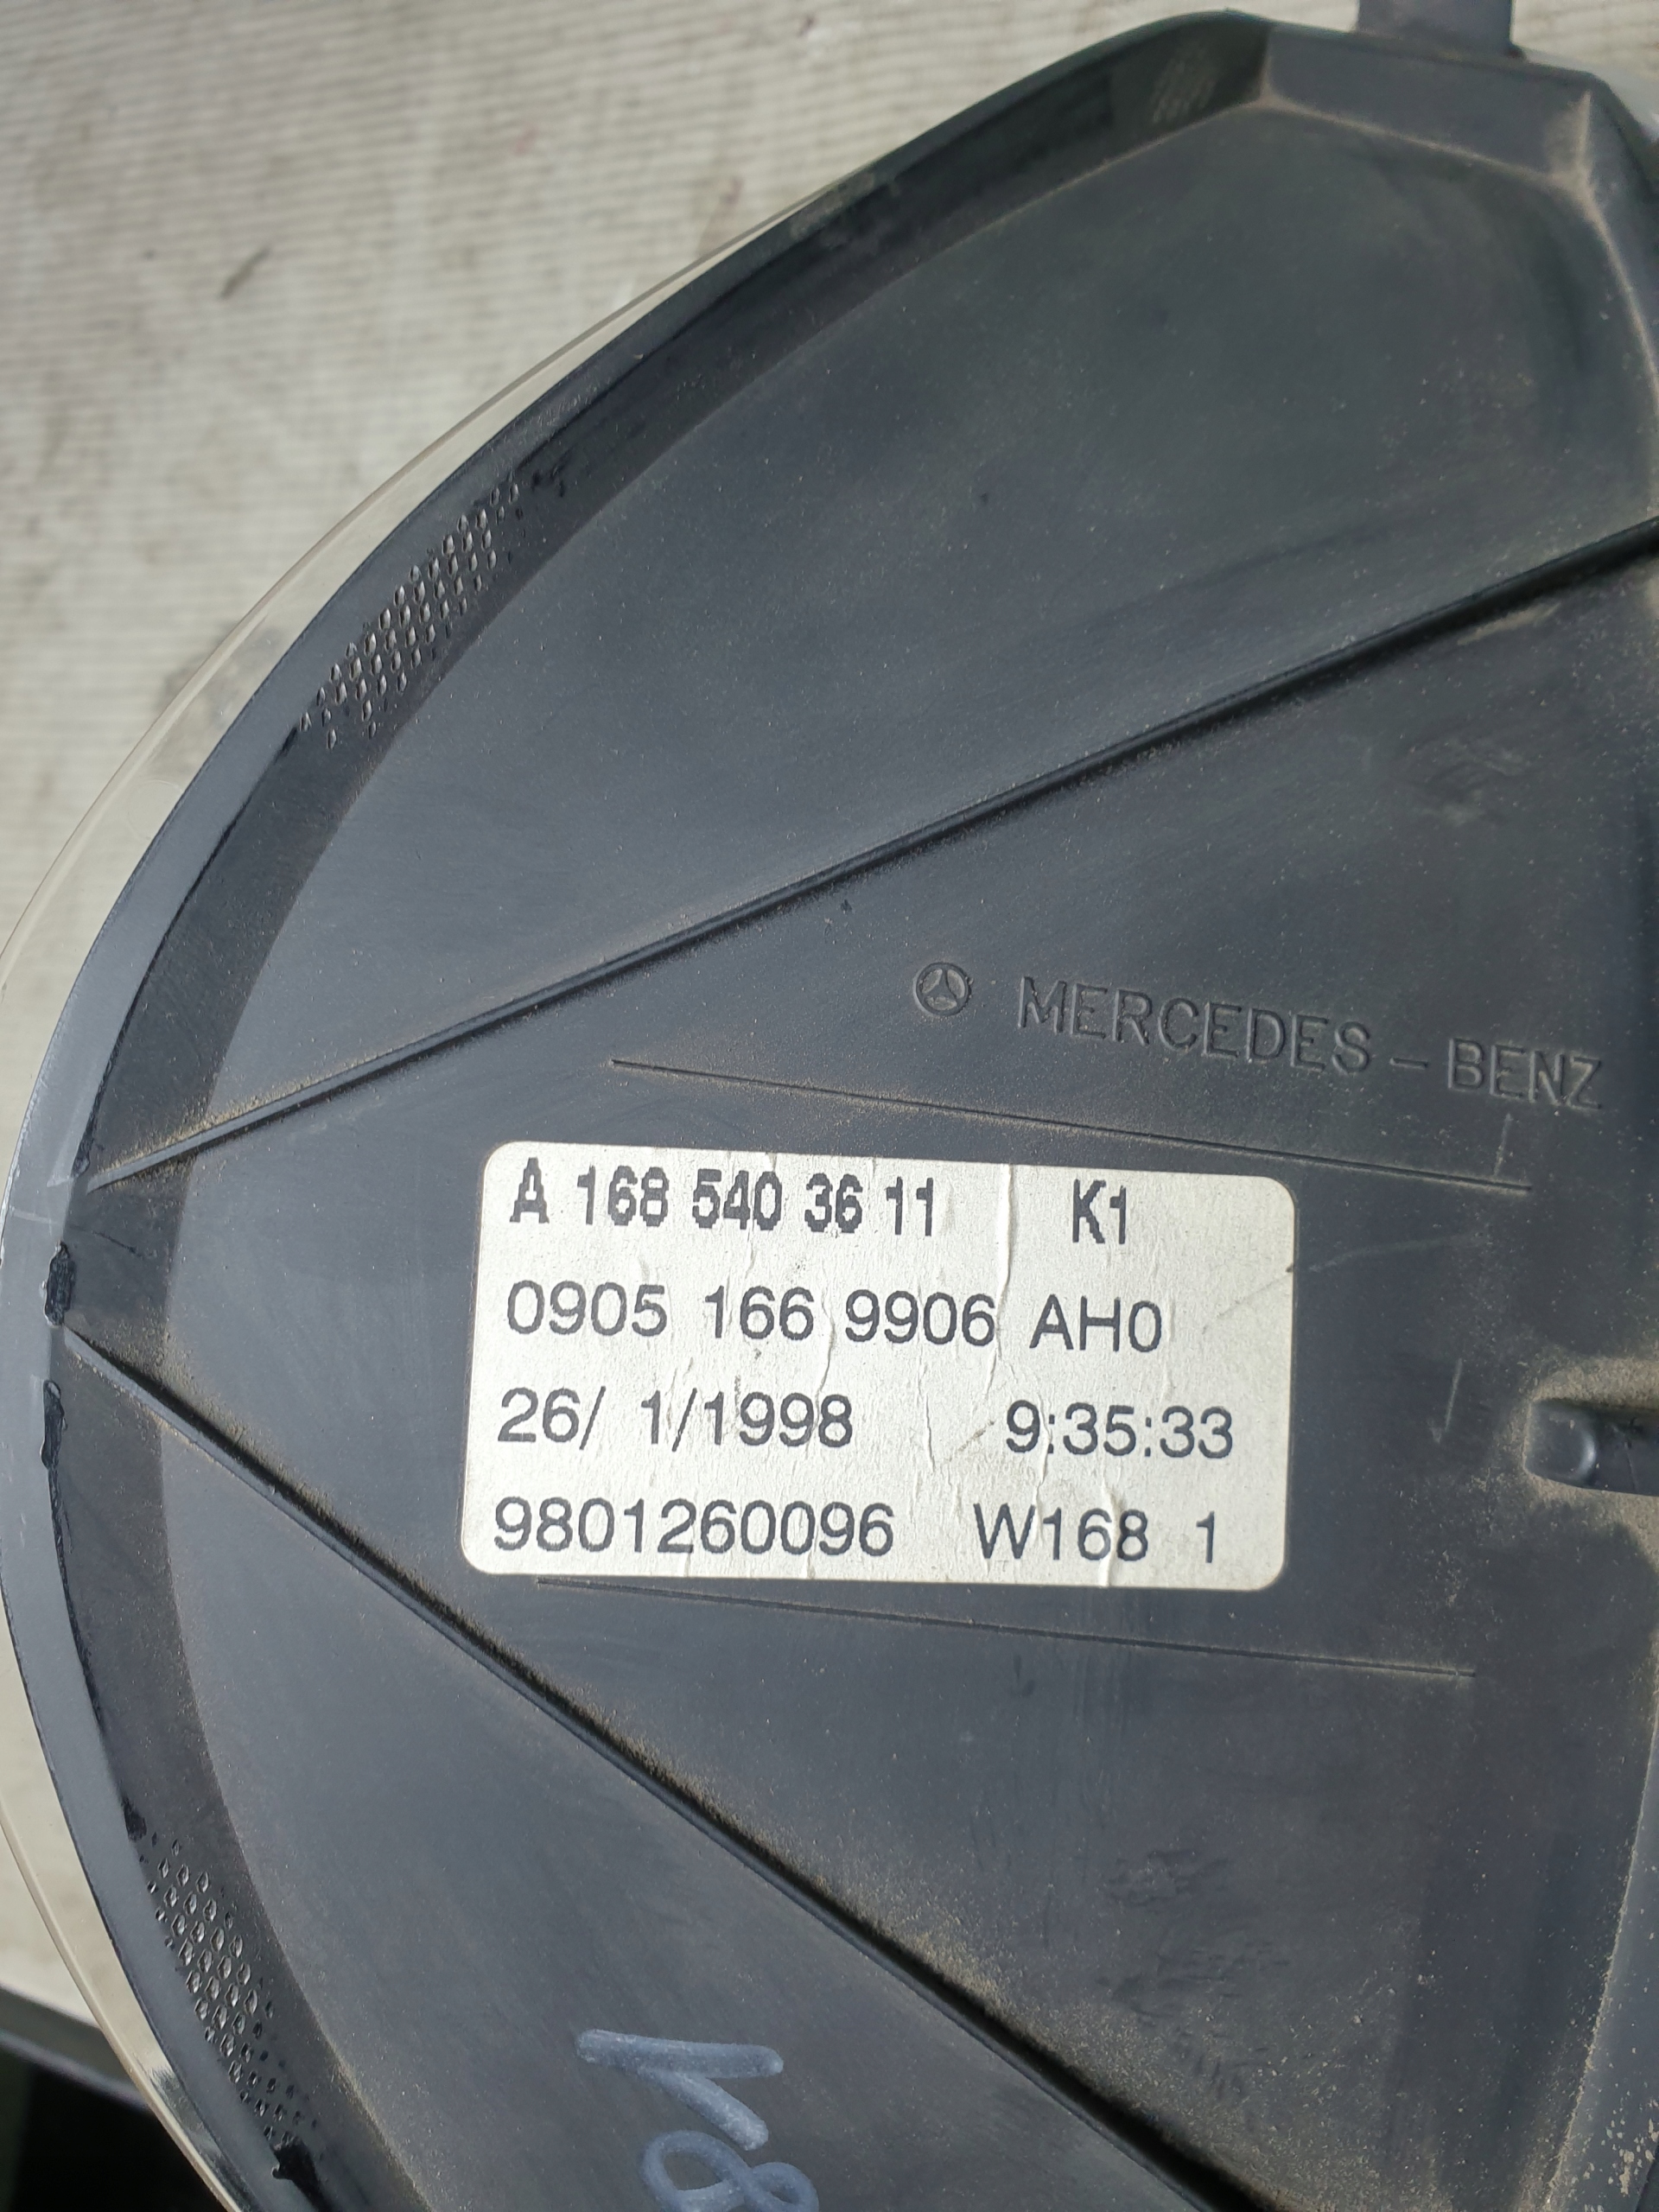 MERCEDES - BENZ
A 168 540 36 11 K1
0905 166 9906 AH0
26/ 1/1998 9:35:33
9801260096 W168 1